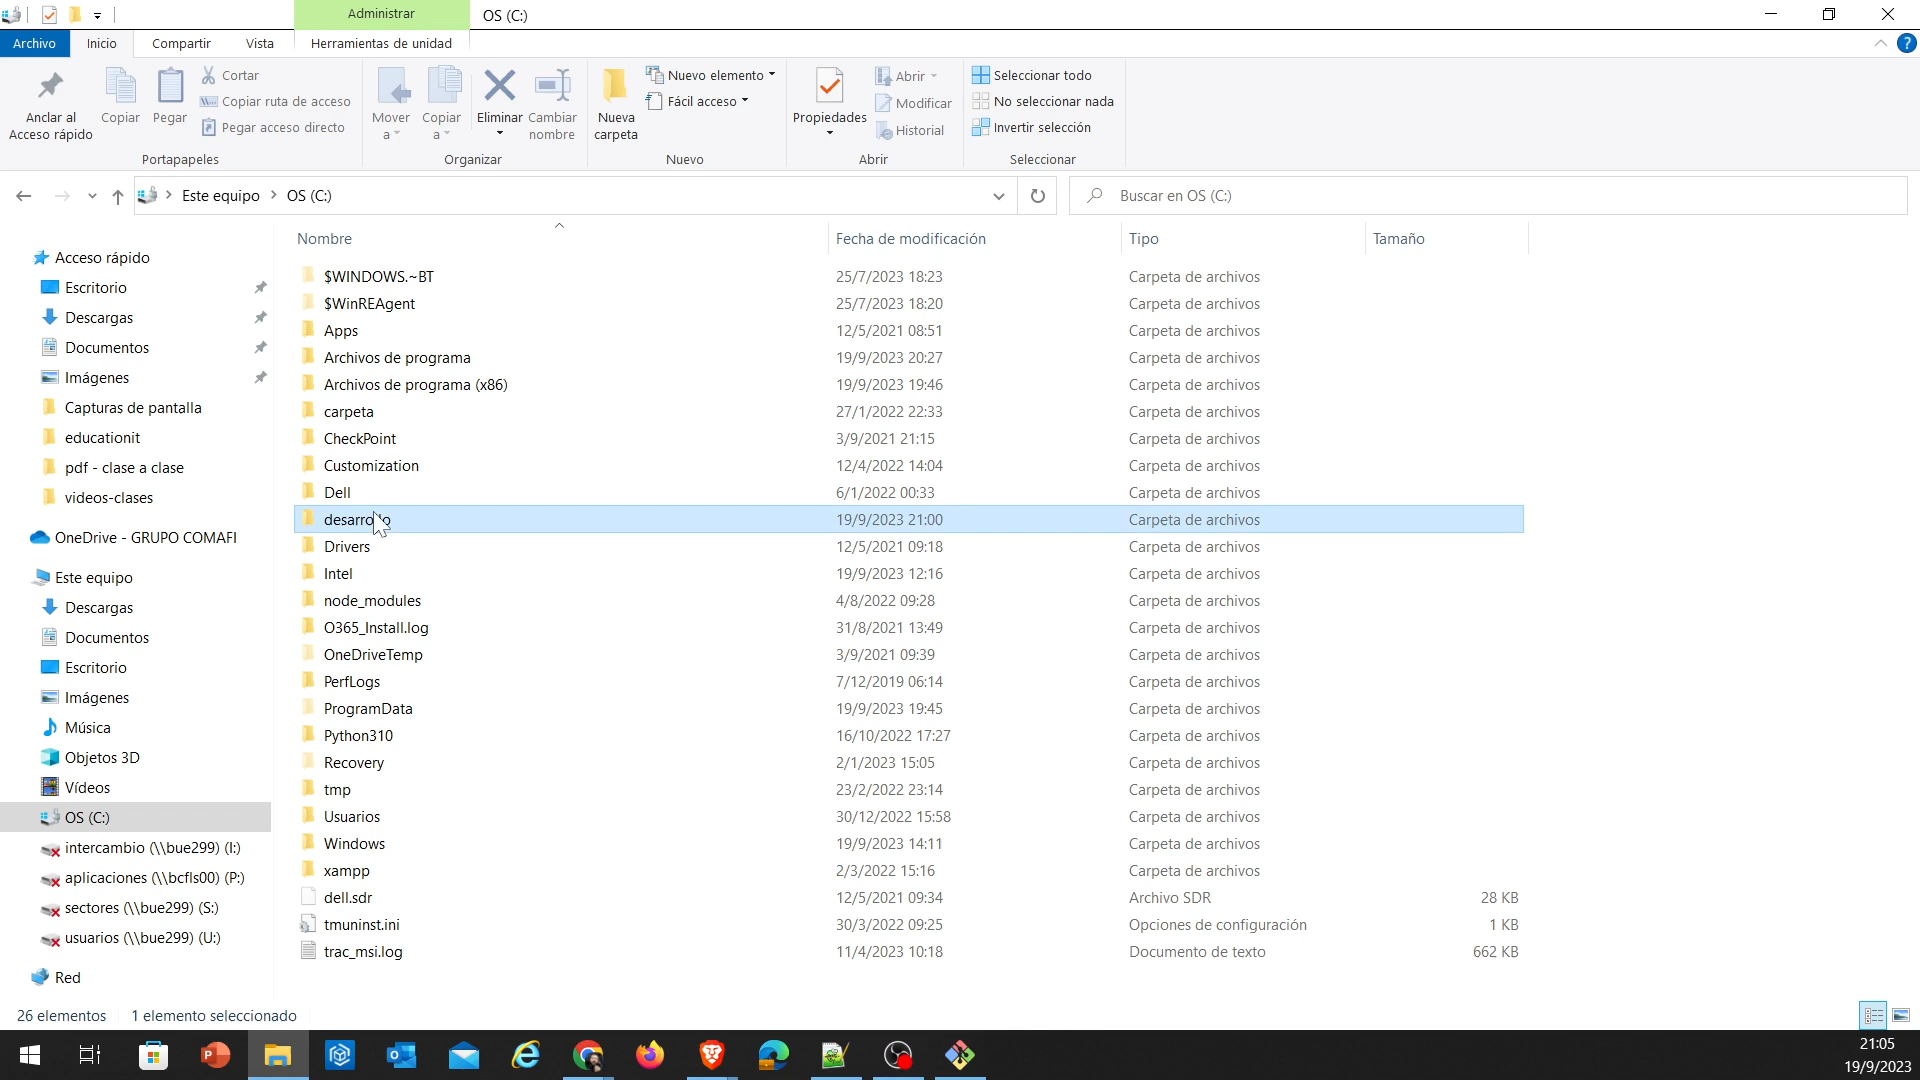 Administrar
OS (C:)
Archivo
Inicio
Compartir
Vista
Herramientas de unidad
Anclar al
Acceso rápido
Copiar
Pegar
Cortar
Copiar ruta de acceso
Pegar acceso directo
Portapapeles
Mover
a
Copiar
a
Eliminar
Cambiar
nombre
Organizar
Nueva
carpeta
Nuevo elemento
Fácil acceso
Nuevo
Propiedades
Abrir
Modificar
Historial
Abrir
Seleccionar todo
No seleccionar nada
Invertir selección
Seleccionar
Este equipo > OS (C:)
Buscar en OS (C:)
Acceso rápido
Escritorio
Descargas
Documentos
Imágenes
Capturas de pantalla
educationit
pdf - clase a clase
videos-clases
OneDrive - GRUPO COMAFI
Este equipo
Descargas
Documentos
Escritorio
Imágenes
Música
Objetos 3D
Vídeos
OS (C:)
intercambio (\\bue299) (I:)
aplicaciones (\\bcfls00) (P:)
sectores (\\bue299) (S:)
usuarios (\\bue299) (U:)
Red
Nombre Fecha de modificación Tipo Tamaño
$WINDOWS.~BT 25/7/2023 18:23 Carpeta de archivos
$WinREAgent 25/7/2023 18:20 Carpeta de archivos
Apps 12/5/2021 08:51 Carpeta de archivos
Archivos de programa 19/9/2023 20:27 Carpeta de archivos
Archivos de programa (x86) 19/9/2023 19:46 Carpeta de archivos
carpeta 27/1/2022 22:33 Carpeta de archivos
CheckPoint 3/9/2021 21:15 Carpeta de archivos
Customization 12/4/2022 14:04 Carpeta de archivos
Dell 6/1/2022 00:33 Carpeta de archivos
desarrollo 19/9/2023 21:00 Carpeta de archivos
Drivers 12/5/2021 09:18 Carpeta de archivos
Intel 19/9/2023 12:16 Carpeta de archivos
node_modules 4/8/2022 09:28 Carpeta de archivos
O365_Install.log 31/8/2021 13:49 Carpeta de archivos
OneDriveTemp 3/9/2021 09:39 Carpeta de archivos
PerfLogs 7/12/2019 06:14 Carpeta de archivos
ProgramData 19/9/2023 19:45 Carpeta de archivos
Python310 16/10/2022 17:27 Carpeta de archivos
Recovery 2/1/2023 15:05 Carpeta de archivos
tmp 23/2/2022 23:14 Carpeta de archivos
Usuarios 30/12/2022 15:58 Carpeta de archivos
Windows 19/9/2023 14:11 Carpeta de archivos
xampp 2/3/2022 15:16 Carpeta de archivos
dell.sdr 12/5/2021 09:34 Archivo SDR 28 KB
tmuninst.ini 30/3/2022 09:25 Opciones de configuración 1 KB
trac_msi.log 11/4/2023 10:18 Documento de texto 662 KB
26 elementos 1 elemento seleccionado
21:05
19/9/2023